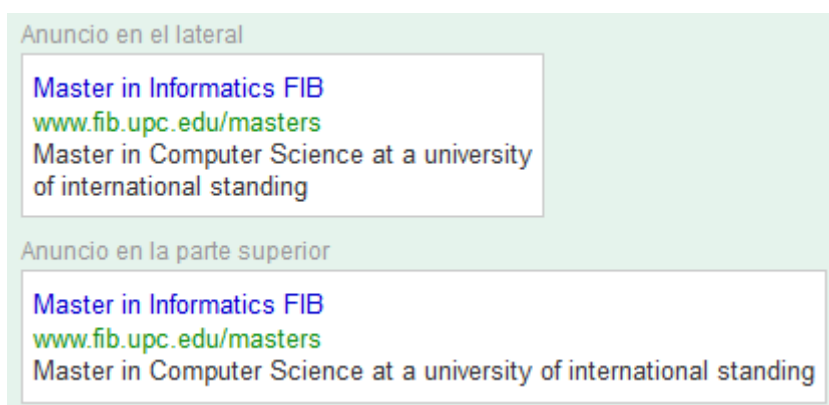 Anuncio en el lateral
Master in Informatics FIB
www.fib.upc.edu/masters
Master in Computer Science at a university
of international standing
Anuncio en la parte superior
Master in Informatics FIB
www.fib.upc.edu/masters
Master in Computer Science at a university of international standing